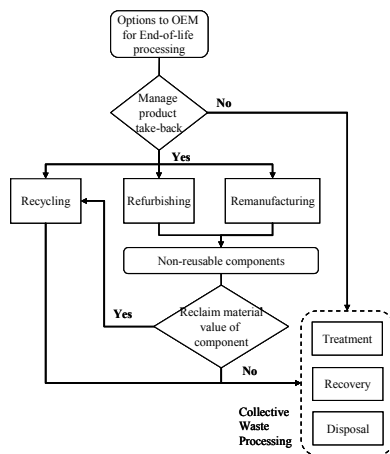 Options to OEM
for End-of-life
processing
Manage
product
take-back
No
Yes
Recycling
Refurbishing
Remanufacturing
Non-reusable components
Yes
Reclaim material
value of
component
No
Treatment
Recovery
Disposal
Collective
Waste
Processing